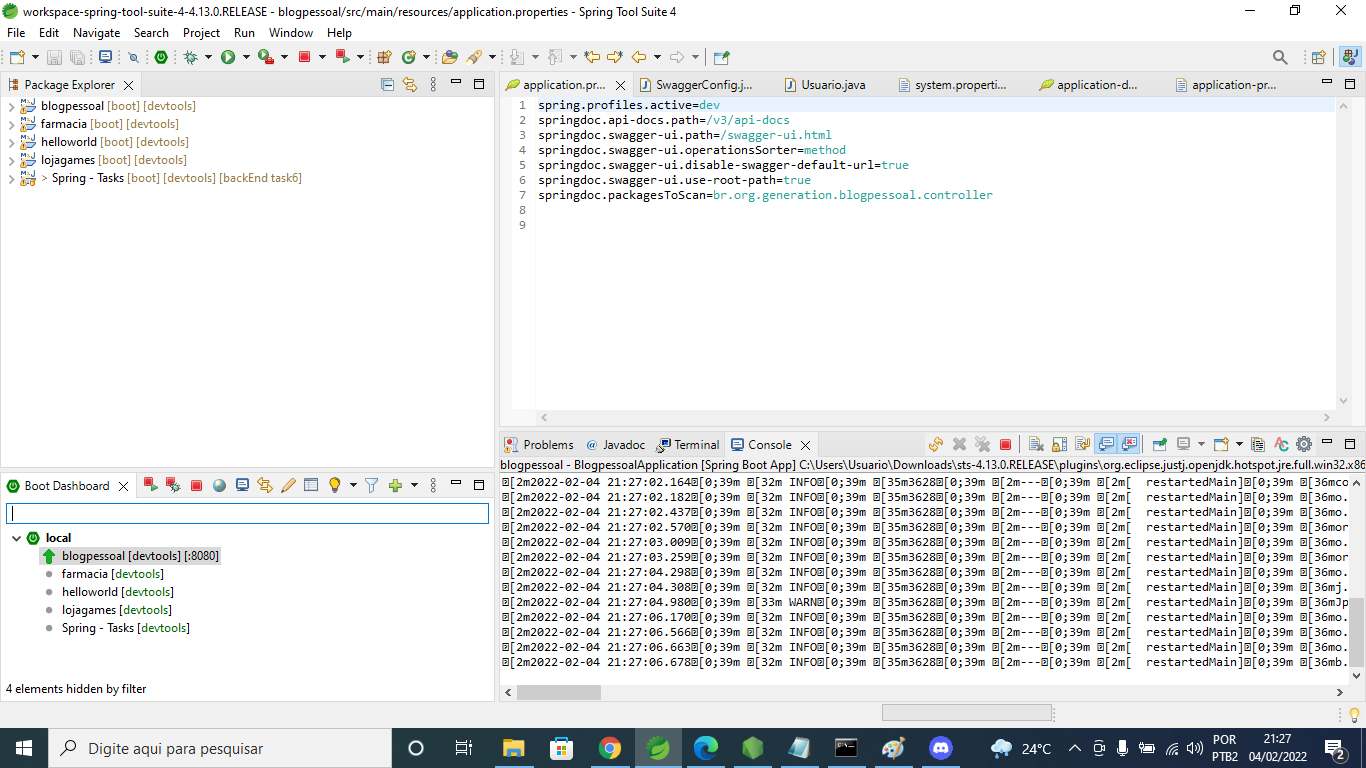 workspace-spring-tool-suite-4-4.13.0.RELEASE - blogpessoal/src/main/resources/application.properties - Spring Tool Suite 4
File Edit Navigate Search Project Run Window Help
Package Explorer
blogpessoal [boot] [devtools]
farmacia [boot] [devtools]
helloworld [boot] [devtools]
lojagames [boot] [devtools]
> Spring - Tasks [boot] [devtools] [backEnd task6]
application.pr... SwaggerConfig.j... Usuario.java system.properti... application-d... application-pr...
1 spring.profiles.active=dev
2 springdoc.api-docs.path=/v3/api-docs
3 springdoc.swagger-ui.path=/swagger-ui.html
4 springdoc.swagger-ui.operationsSorter=method
5 springdoc.swagger-ui.disable-swagger-default-url=true
6 springdoc.swagger-ui.use-root-path=true
7 springdoc.packagesToScan=br.org.generation.blogpessoal.controller
8
9
Boot Dashboard
local
blogpessoal [devtools] [:8080]
farmacia [devtools]
helloworld [devtools]
lojagames [devtools]
Spring - Tasks [devtools]
4 elements hidden by filter
Problems @ Javadoc Terminal Console
blogpessoal - BlogpessoalApplication [Spring Boot App] C:\Users\Usuario\Downloads\sts-4.13.0.RELEASE\plugins\org.eclipse.justj.openjdk.hotspot.jre.full.win32.x86
[2m2022-02-04 21:27:02.164[0;39m [32m INFO[0;39m [35m3628[0;39m [2m---[0;39m [2m[ restartedMain][0;39m [36mco
[2m2022-02-04 21:27:02.182[0;39m [32m INFO[0;39m [35m3628[0;39m [2m---[0;39m [2m[ restartedMain][0;39m [36mo.
[2m2022-02-04 21:27:02.437[0;39m [32m INFO[0;39m [35m3628[0;39m [2m---[0;39m [2m[ restartedMain][0;39m [36mo.
[2m2022-02-04 21:27:02.570[0;39m [32m INFO[0;39m [35m3628[0;39m [2m---[0;39m [2m[ restartedMain][0;39m [36mor
[2m2022-02-04 21:27:03.009[0;39m [32m INFO[0;39m [35m3628[0;39m [2m---[0;39m [2m[ restartedMain][0;39m [36mo.
[2m2022-02-04 21:27:03.259[0;39m [32m INFO[0;39m [35m3628[0;39m [2m---[0;39m [2m[ restartedMain][0;39m [36mor
[2m2022-02-04 21:27:04.298[0;39m [32m INFO[0;39m [35m3628[0;39m [2m---[0;39m [2m[ restartedMain][0;39m [36mo.
[2m2022-02-04 21:27:04.308[0;39m [32m INFO[0;39m [35m3628[0;39m [2m---[0;39m [2m[ restartedMain][0;39m [36mj.
[2m2022-02-04 21:27:04.980[0;39m [33m WARN[0;39m [35m3628[0;39m [2m---[0;39m [2m[ restartedMain][0;39m [36mJp
[2m2022-02-04 21:27:06.170[0;39m [32m INFO[0;39m [35m3628[0;39m [2m---[0;39m [2m[ restartedMain][0;39m [36mo.
[2m2022-02-04 21:27:06.566[0;39m [32m INFO[0;39m [35m3628[0;39m [2m---[0;39m [2m[ restartedMain][0;39m [36mo.
[2m2022-02-04 21:27:06.663[0;39m [32m INFO[0;39m [35m3628[0;39m [2m---[0;39m [2m[ restartedMain][0;39m [36mo.
[2m2022-02-04 21:27:06.678[0;39m [32m INFO[0;39m [35m3628[0;39m [2m---[0;39m [2m[ restartedMain][0;39m [36mb.
Digite aqui para pesquisar
24°C
POR
PTB2
21:27
04/02/2022
2